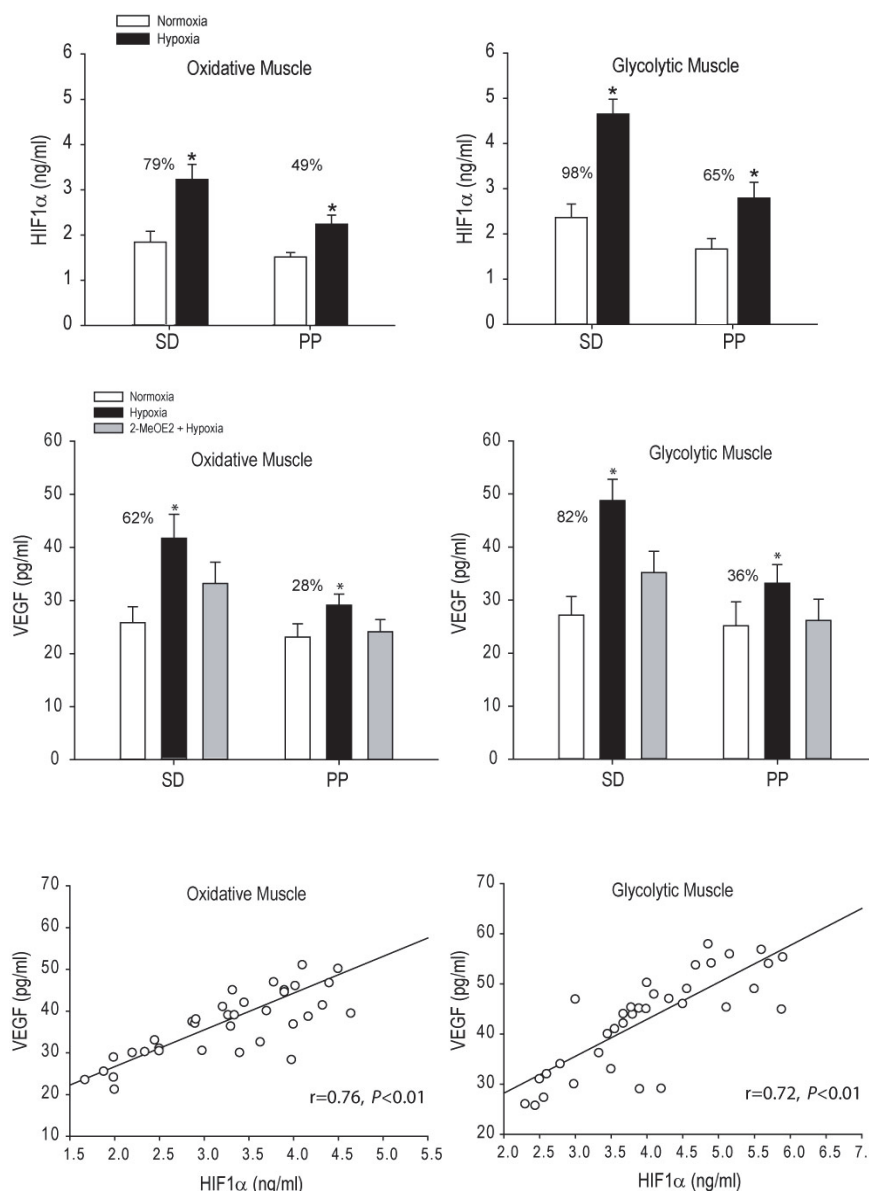 Normoxia
Hypoxia
Oxidative Muscle
6
5
4
3
2
1
0
HIF1α (ng/ml)
79%
*
49%
*
SD PP
Glycolytic Muscle
6
5
4
3
2
1
0
HIF1α (ng/ml)
98%
*
65%
*
SD PP
Normoxia
Hypoxia
2-MeOE2 + Hypoxia
Oxidative Muscle
60
50
40
30
20
10
0
VEGF (pg/ml)
62%
*
28%
*
SD PP
Glycolytic Muscle
60
50
40
30
20
10
0
VEGF (pg/ml)
82%
*
36%
*
SD PP
Oxidative Muscle
70
60
50
40
30
20
10
VEGF (pg/ml)
r=0.76, P<0.01
1.5 2.0 2.5 3.0 3.5 4.0 4.5 5.0 5.5
HIF1α (ng/ml)
Glycolytic Muscle
70
60
50
40
30
20
VEGF (pg/ml)
r=0.72, P<0.01
2.0 2.5 3.0 3.5 4.0 4.5 5.0 5.5 6.0 6.5 7.
HIF1α (ng/ml)